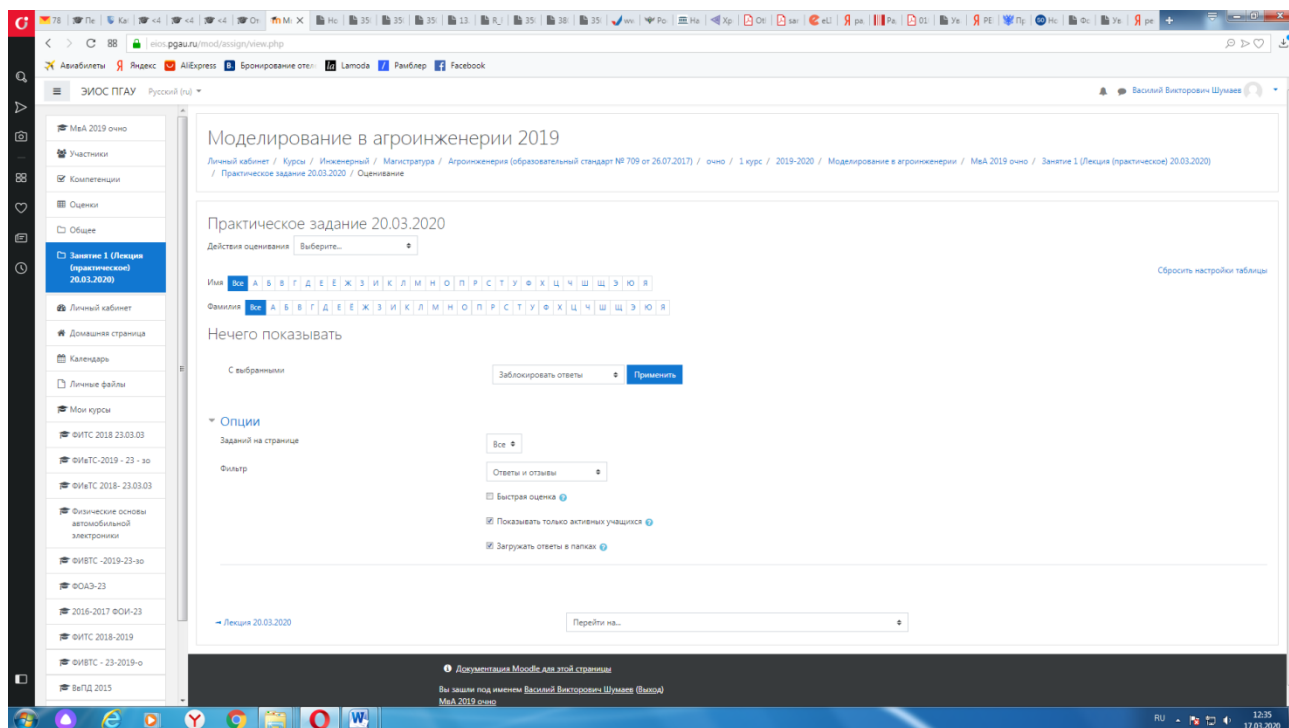 eios.pgau.ru/mod/assign/view.php
Авиабилеты Яндекс AliExpress Бронирование отел Lamoda Рамблер Facebook
ЭИОС ПГАУ Русский (ru)
Василий Викторович Шумаев
МвА 2019 очно
Участники
Компетенции
Оценки
Общее
Занятие 1 (Лекция
(практическое)
20.03.2020)
Личный кабинет
Домашняя страница
Календарь
Личные файлы
Мои курсы
ФИТС 2018 23.03.03
ФИвТС-2019 - 23 - зо
ФИвТС 2018- 23.03.03
Физические основы
автомобильной
электроники
ФИВТС -2019-23-зо
ФОАЭ-23
2016-2017 ФОИ-23
ФИТС 2018-2019
ФИВТС - 23-2019-о
ВвПД 2015
Моделирование в агроинженерии 2019
Личный кабинет / Курсы / Инженерный / Магистратура / Агроинженерия (образовательный стандарт № 709 от 26.07.2017) / очно / 1 курс / 2019-2020 / Моделирование в агроинженерии / МвА 2019 очно / Занятие 1 (Лекция (практическое) 20.03.2020)
/ Практическое задание 20.03.2020 / Оценивание
Практическое задание 20.03.2020
Действия оценивания Выберите...
Сбросить настройки таблицы
Имя Все А Б В Г Д Е Ё Ж З И К Л М Н О П Р С Т У Ф Х Ц Ч Ш Щ Э Ю Я
Фамилия Все А Б В Г Д Е Ё Ж З И К Л М Н О П Р С Т У Ф Х Ц Ч Ш Щ Э Ю Я
Нечего показывать
С выбранными Заблокировать ответы Применить
Опции
Заданий на странице Все
Фильтр Ответы и отзывы
Быстрая оценка
Показывать только активных учащихся
Загружать ответы в папках
Лекция 20.03.2020 Перейти на...
Документация Moodle для этой страницы
Вы зашли под именем Василий Викторович Шумаев (Выход)
МвА 2019 очно
RU 12:35
17.03.2020